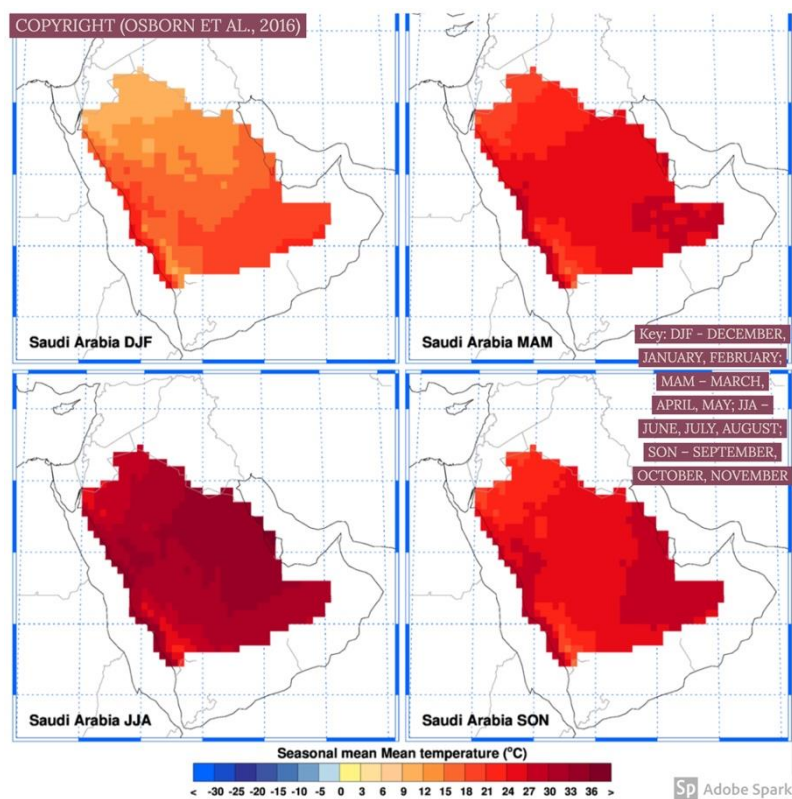 COPYRIGHT (OSBORN ET AL., 2016)
Saudi Arabia DJF
Saudi Arabia MAM
Key: DJF – DECEMBER,
JANUARY, FEBRUARY;
MAM – MARCH,
APRIL, MAY; JJA –
JUNE, JULY, AUGUST;
SON – SEPTEMBER,
OCTOBER, NOVEMBER
Saudi Arabia JJA
Saudi Arabia SON
Seasonal mean Mean temperature (°C)
< -30 -25 -20 -15 -10 -5 0 3 6 9 12 15 18 21 24 27 30 33 36 >
Sp Adobe Spark